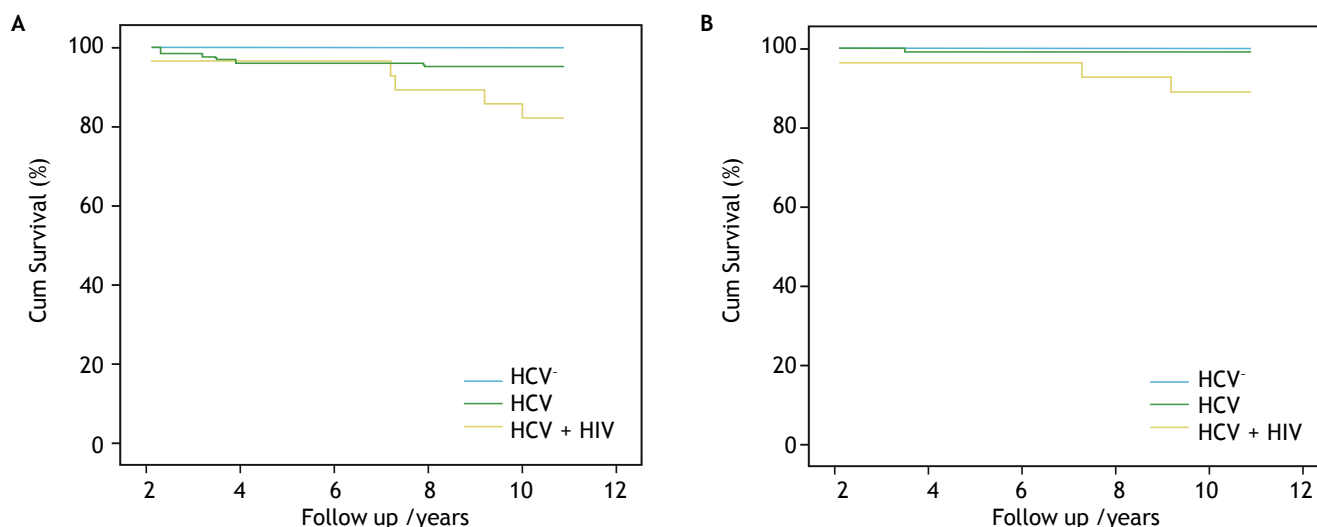 A
100
80
60
40
20
0
Cum Survival (%)
HCV⁻
HCV
HCV + HIV
2 4 6 8 10 12
Follow up /years
B
100
80
60
40
20
0
Cum Survival (%)
HCV⁻
HCV
HCV + HIV
2 4 6 8 10 12
Follow up /years